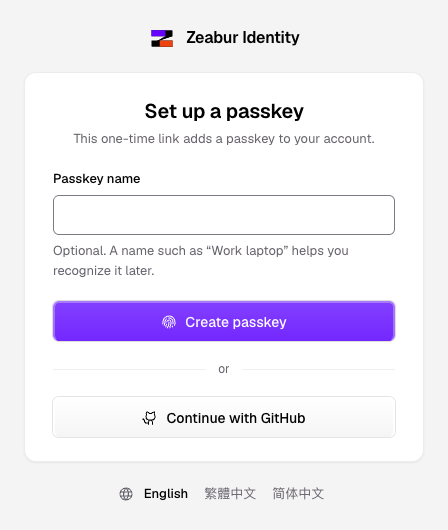 Zeabur Identity
Set up a passkey
This one-time link adds a passkey to your account.
Passkey name
Optional. A name such as “Work laptop” helps you
recognize it later.
Create passkey
or
Continue with GitHub
English 繁體中文 简体中文